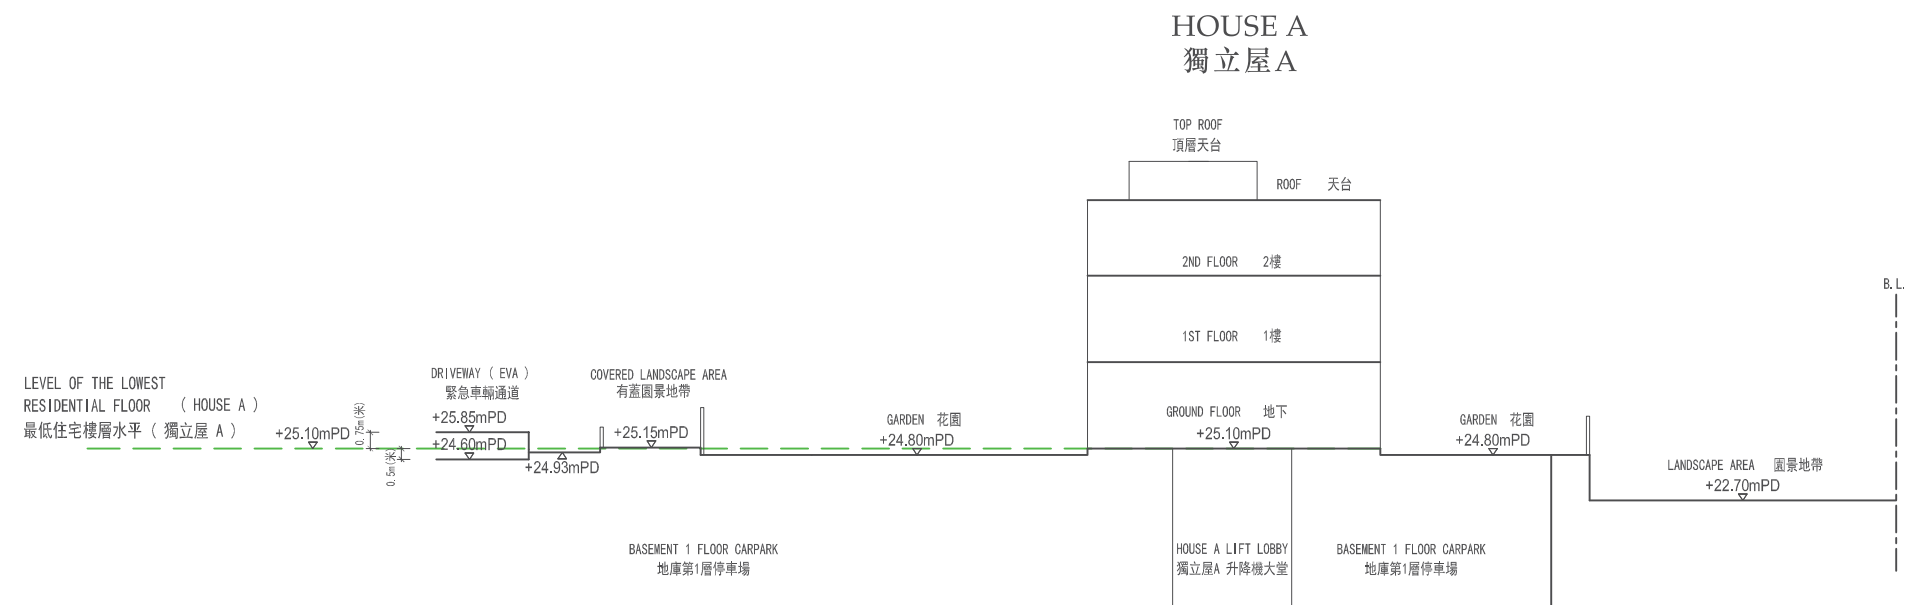 HOUSE A
獨立屋A
TOP ROOF
頂層天台
ROOF 天台
2ND FLOOR 2樓
B.L.
1ST FLOOR 1樓
DRIVEWAY ( EVA )
緊急車輛通道
+25.85mPD
+24.60mPD
COVERED LANDSCAPE AREA
有蓋園景地帶
+25.15mPD
LEVEL OF THE LOWEST
RESIDENTIAL FLOOR ( HOUSE A )
最低住宅樓層水平 ( 獨立屋 A )
+25.10mPD
0.75m(米)
0.5m(米)
+24.93mPD
GARDEN 花園
+24.80mPD
GROUND FLOOR 地下
+25.10mPD
GARDEN 花園
+24.80mPD
LANDSCAPE AREA 園景地帶
+22.70mPD
BASEMENT 1 FLOOR CARPARK
地庫第1層停車場
HOUSE A LIFT LOBBY
獨立屋A 升降機大堂
BASEMENT 1 FLOOR CARPARK
地庫第1層停車場